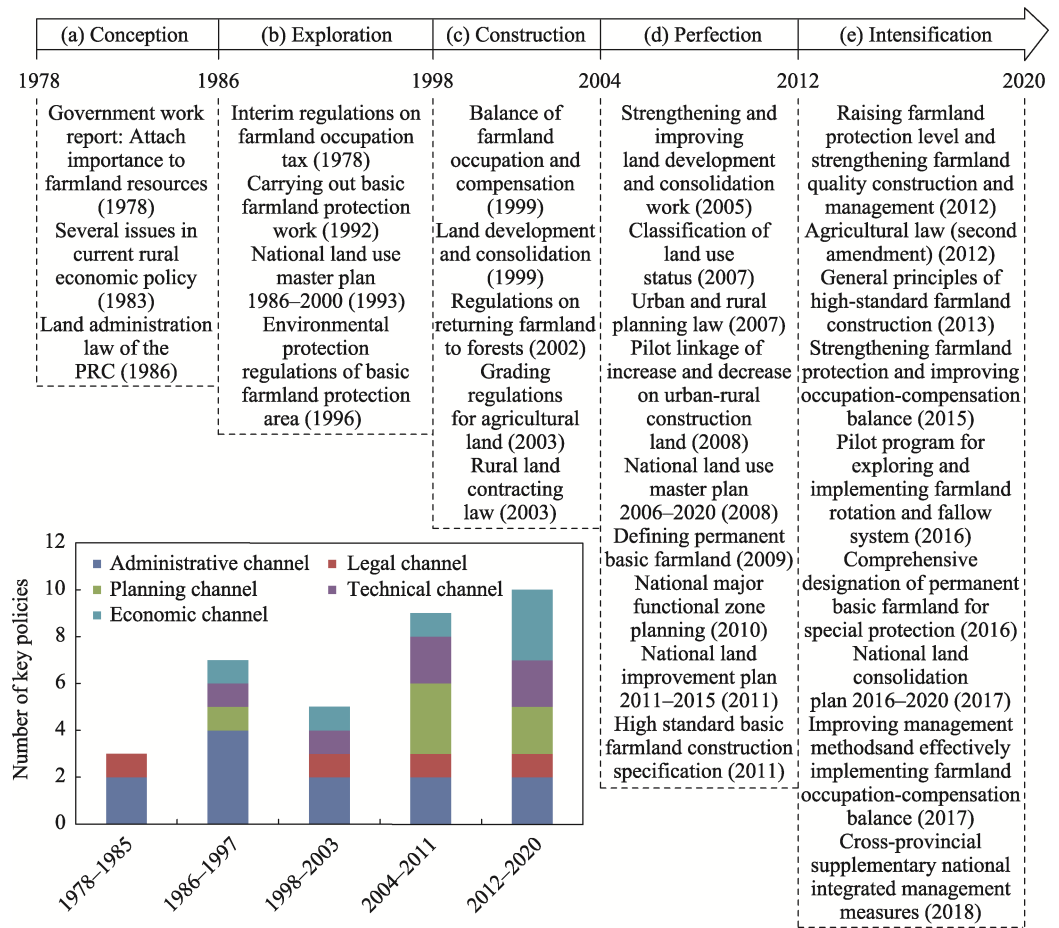 (a) Conception
(b) Exploration
(c) Construction
(d) Perfection
(e) Intensification
1978
1986
1998
2004
2012
2020
Government work
report: Attach
importance to
farmland resources
(1978)
Several issues in
current rural
economic policy
(1983)
Land administration
law of the
PRC (1986)
Interim regulations on
farmland occupation
tax (1978)
Carrying out basic
farmland protection
work (1992)
National land use
master plan
1986–2000 (1993)
Environmental
protection
regulations of basic
farmland protection
area (1996)
Balance of
farmland
occupation and
compensation
(1999)
Land development
and consolidation
(1999)
Regulations on
returning farmland
to forests (2002)
Grading
regulations
for agricultural
land (2003)
Rural land
contracting
law (2003)
Strengthening and
improving
land development
and consolidation
work (2005)
Classification of
land use
status (2007)
Urban and rural
planning law (2007)
Pilot linkage of
increase and decrease
on urban-rural
construction
land (2008)
National land use
master plan
2006–2020 (2008)
Defining permanent
basic farmland (2009)
National major
functional zone
planning (2010)
National land
improvement plan
2011–2015 (2011)
High standard basic
farmland construction
specification (2011)
Raising farmland
protection level and
strengthening farmland
quality construction and
management (2012)
Agricultural law (second
amendment) (2012)
General principles of
high-standard farmland
construction (2013)
Strengthening farmland
protection and improving
occupation-compensation
balance (2015)
Pilot program for
exploring and
implementing farmland
rotation and fallow
system (2016)
Comprehensive
designation of permanent
basic farmland for
special protection (2016)
National land
consolidation
plan 2016–2020 (2017)
Improving management
methodsand effectively
implementing farmland
occupation-compensation
balance (2017)
Cross-provincial
supplementary national
integrated management
measures (2018)
Number of key policies
12
10
8
6
4
2
0
Administrative channel
Legal channel
Planning channel
Technical channel
Economic channel
1978–1985
1986–1997
1998–2003
2004–2011
2012–2020